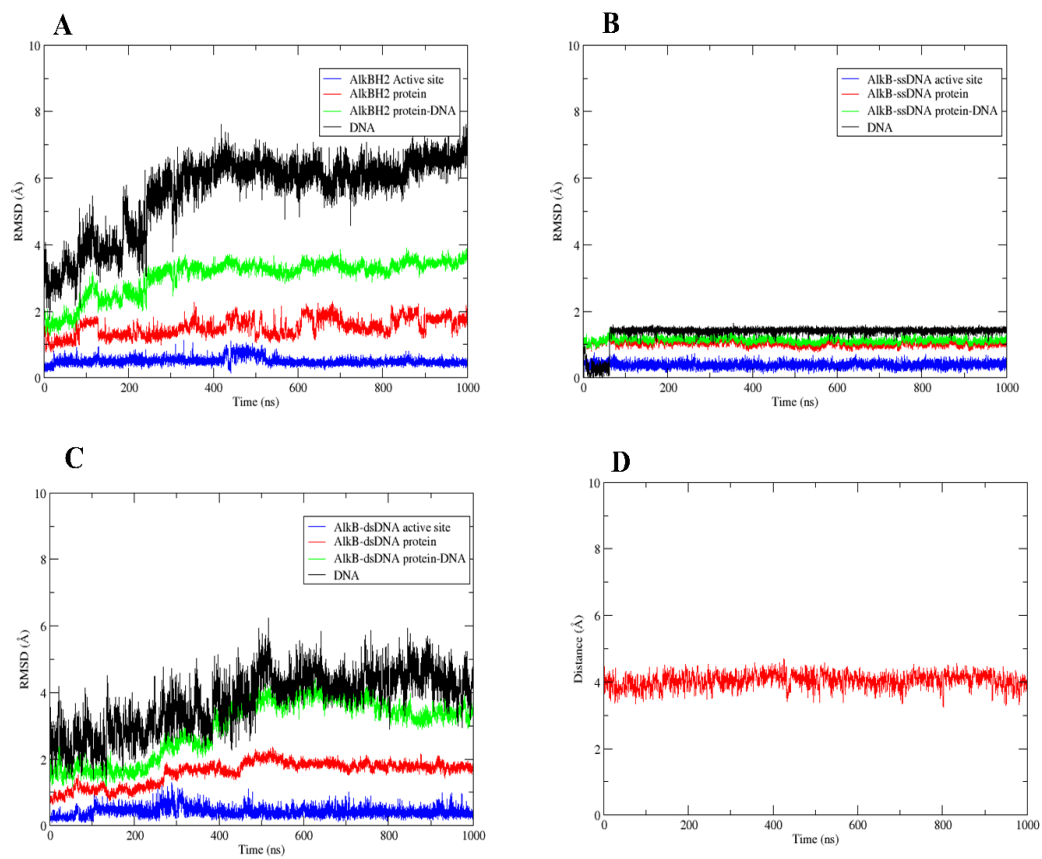 A
10
8
6
4
2
0
RMSD (Å)
0 200 400 600 800 1000
Time (ns)
AlkBH2 Active site
AlkBH2 protein
AlkBH2 protein-DNA
DNA
B
10
8
6
4
2
0
RMSD (Å)
0 200 400 600 800 1000
Time (ns)
AlkB-ssDNA active site
AlkB-ssDNA protein
AlkB-ssDNA protein-DNA
DNA
C
10
8
6
4
2
0
RMSD (Å)
0 200 400 600 800 1000
Time (ns)
AlkB-dsDNA active site
AlkB-dsDNA protein
AlkB-dsDNA protein-DNA
DNA
D
10
8
6
4
2
0
Distance (Å)
0 200 400 600 800 1000
Time (ns)